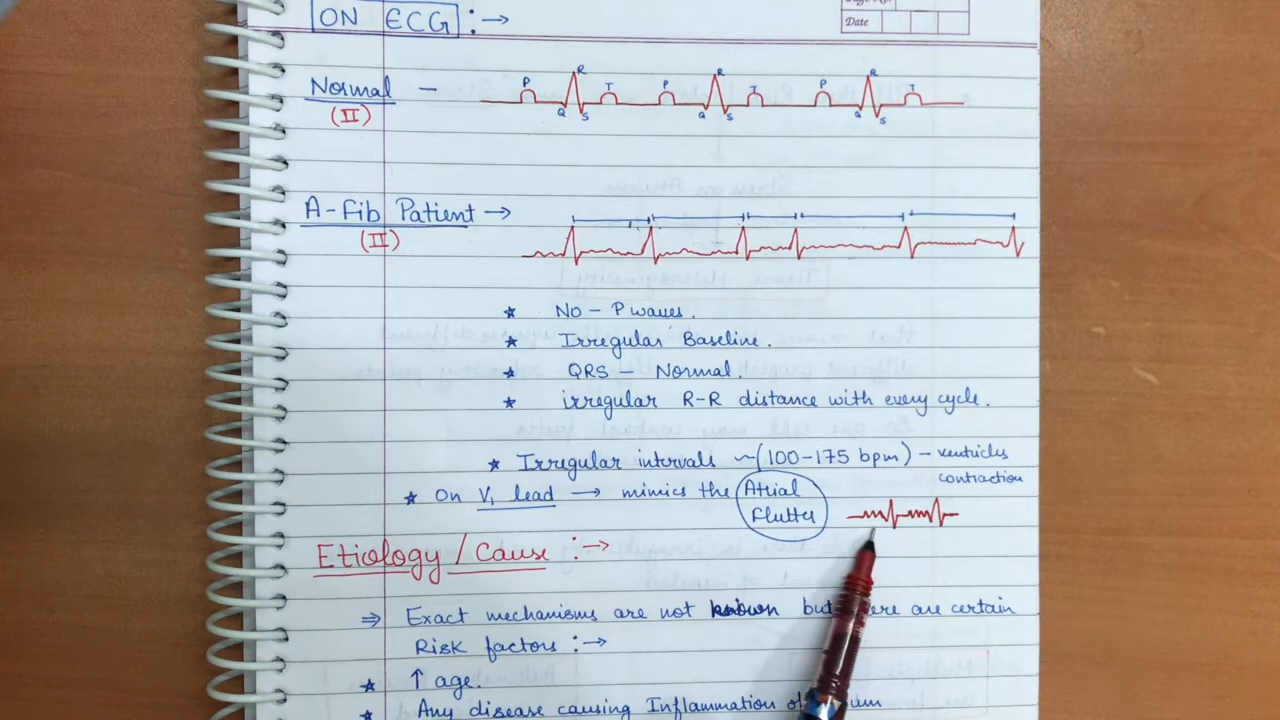 ON ECG :→
Date
Normal –
(II)
P R T P R T P R T
Q S Q S Q S
A-Fib Patient →
(II)
★ No – P waves.
★ Irregular Baseline.
★ QRS – Normal.
★ irregular R-R distance with every cycle.
★ Irregular intervals ~(100-175 bpm) – ventricles
contraction
★ On V₁ lead → mimics the Atrial
Flutter
Etiology / Cause :→
⇒ Exact mechanisms are not known but are certain
Risk factors :→
★ ↑ age.
★ Any disease causing Inflammation of